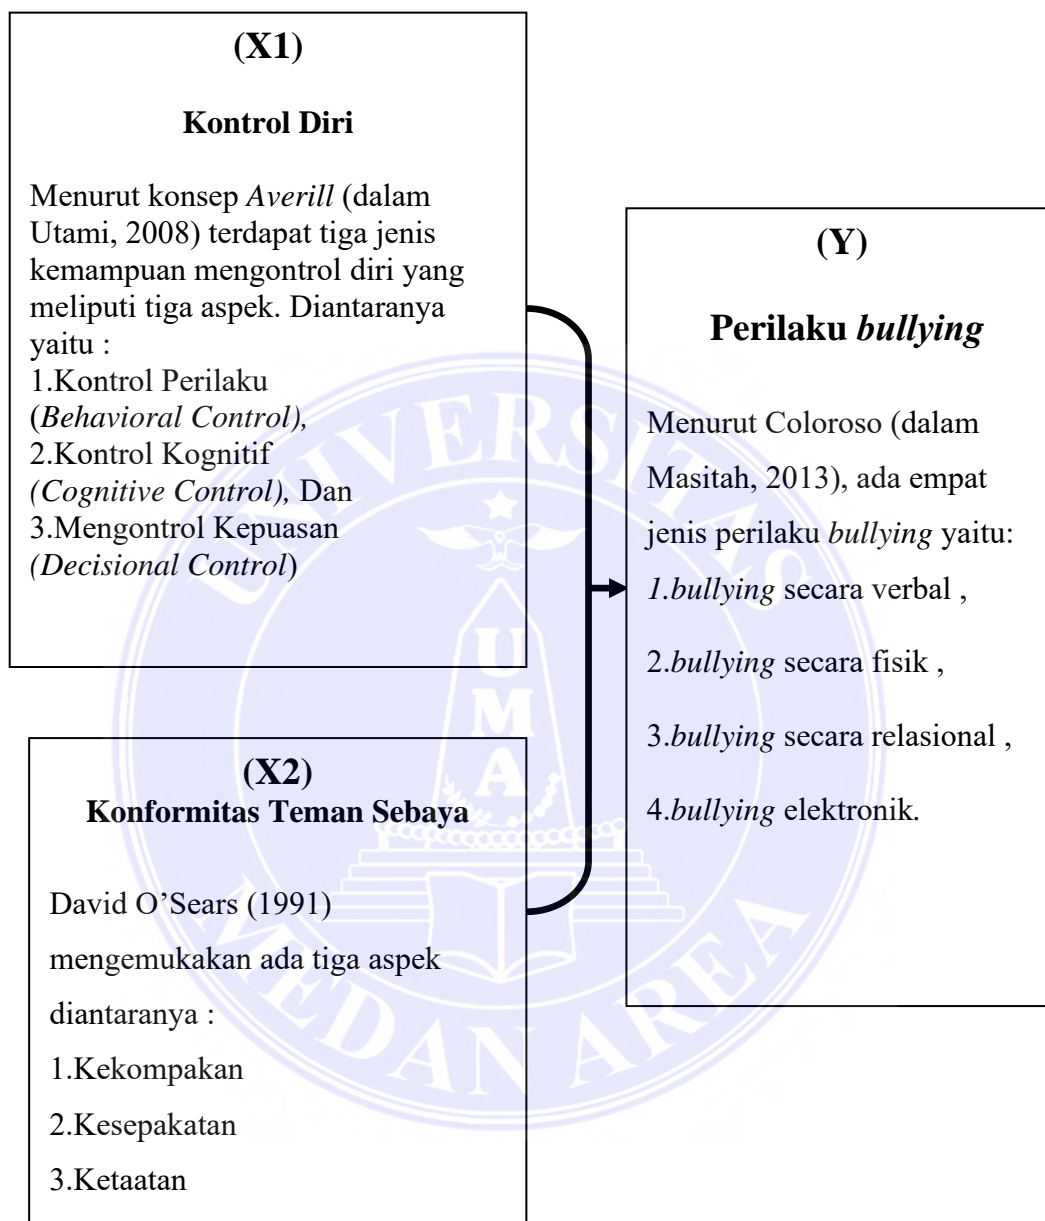 (X1)
Kontrol Diri
Menurut konsep Averill (dalam
Utami, 2008) terdapat tiga jenis
kemampuan mengontrol diri yang
meliputi tiga aspek. Diantaranya
yaitu :
1.Kontrol Perilaku
(Behavioral Control),
2.Kontrol Kognitif
(Cognitive Control), Dan
3.Mengontrol Kepuasan
(Decisional Control)
(X2)
Konformitas Teman Sebaya
David O’Sears (1991)
mengemukakan ada tiga aspek
diantaranya :
1.Kekompakan
2.Kesepakatan
3.Ketaatan
(Y)
Perilaku bullying
Menurut Coloroso (dalam
Masitah, 2013), ada empat
jenis perilaku bullying yaitu:
1.bullying secara verbal ,
2.bullying secara fisik ,
3.bullying secara relasional ,
4.bullying elektronik.
UNIVERSITAS
MEDAN AREA
UMA